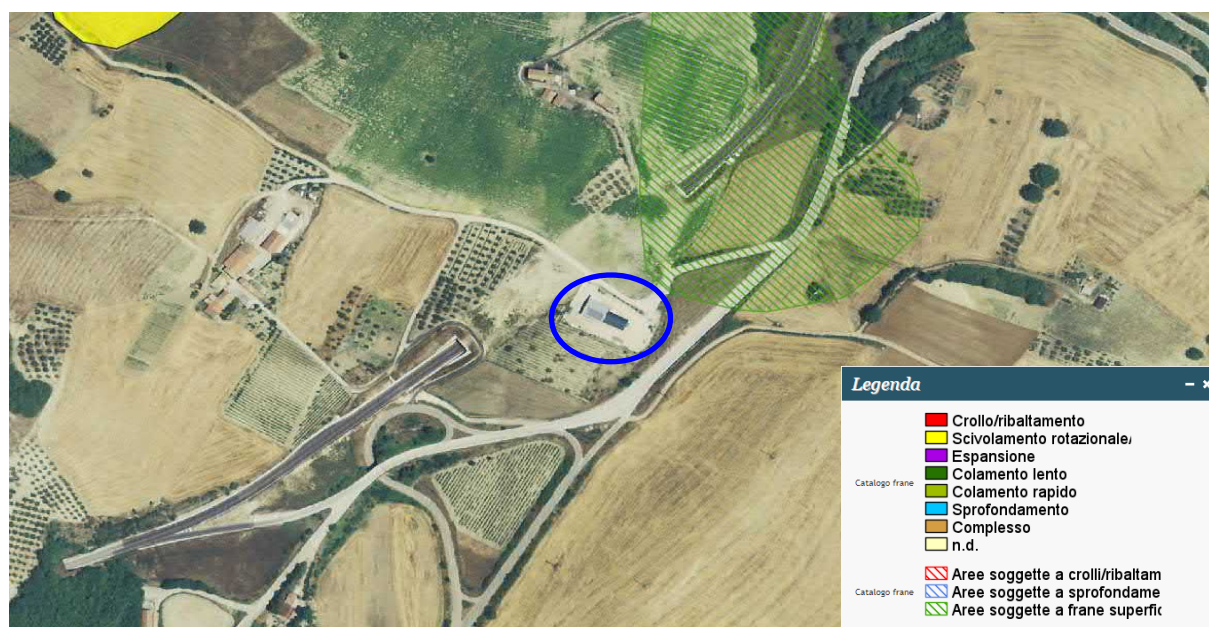 Legenda
Crollo/ribaltamento
Scivolamento rotazionale/
Espansione
Colamento lento
Catalogo frane
Colamento rapido
Sprofondamento
Complesso
n.d.
Aree soggette a crolli/ribaltam
Catalogo frane
Aree soggette a sprofondame
Aree soggette a frane superfic